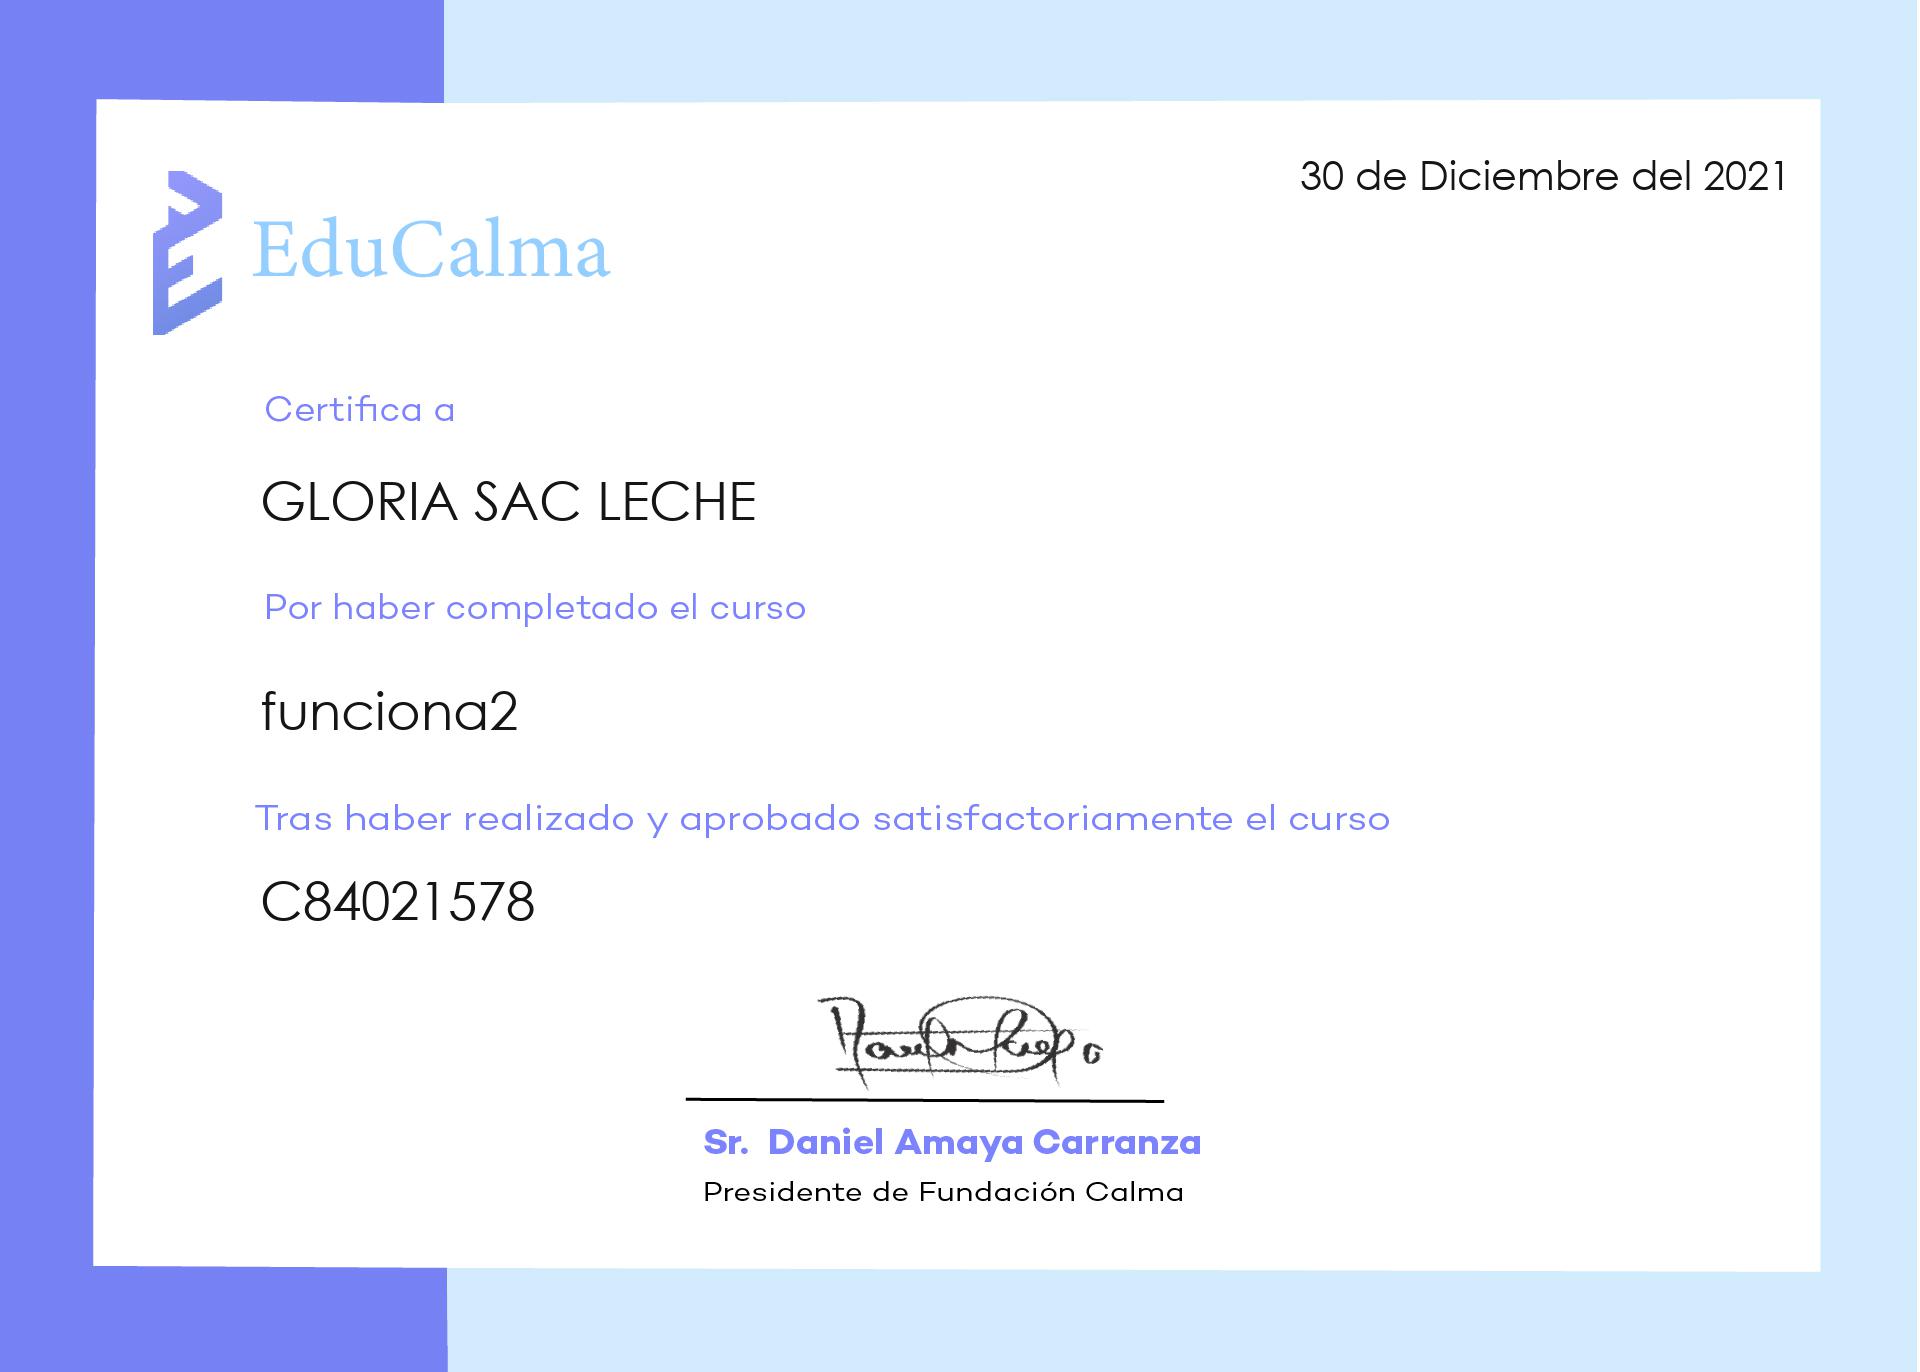 30 de Diciembre del 2021
EduCalma
Certifica a
GLORIA SAC LECHE
Por haber completado el curso
funciona2
Tras haber realizado y aprobado satisfactoriamente el curso
C84021578
Sr. Daniel Amaya Carranza
Presidente de Fundación Calma